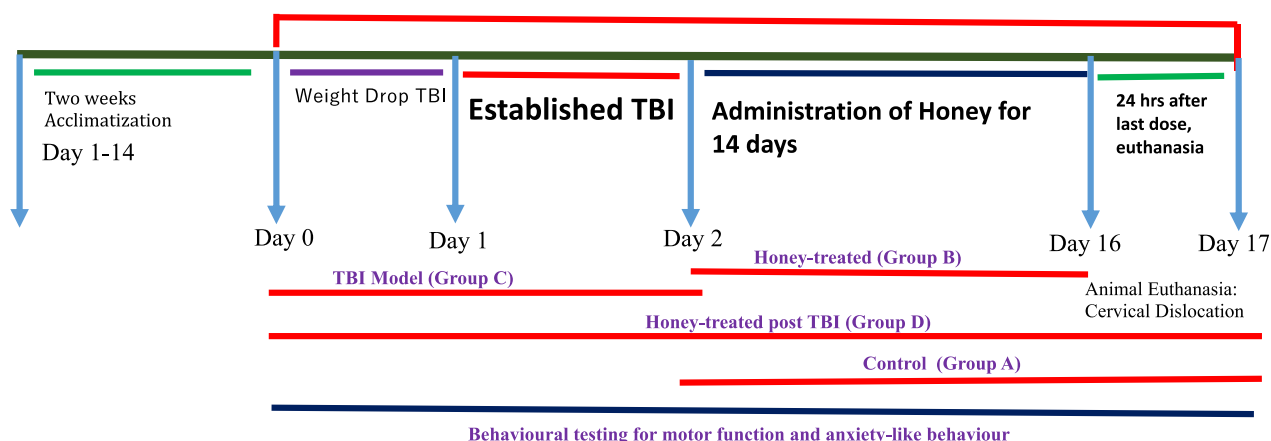 Two weeks
Acclimatization
Day 1-14
Weight Drop TBI
Established TBI
Administration of Honey for
14 days
24 hrs after
last dose,
euthanasia
Day 0
Day 1
Day 2
Day 16
Day 17
Honey-treated (Group B)
TBI Model (Group C)
Animal Euthanasia:
Cervical Dislocation
Honey-treated post TBI (Group D)
Control (Group A)
Behavioural testing for motor function and anxiety-like behaviour